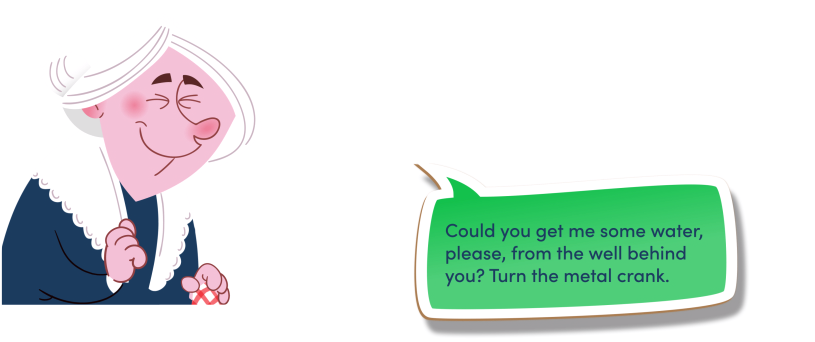 Could you get me some water,
please, from the well behind
you? Turn the metal crank.